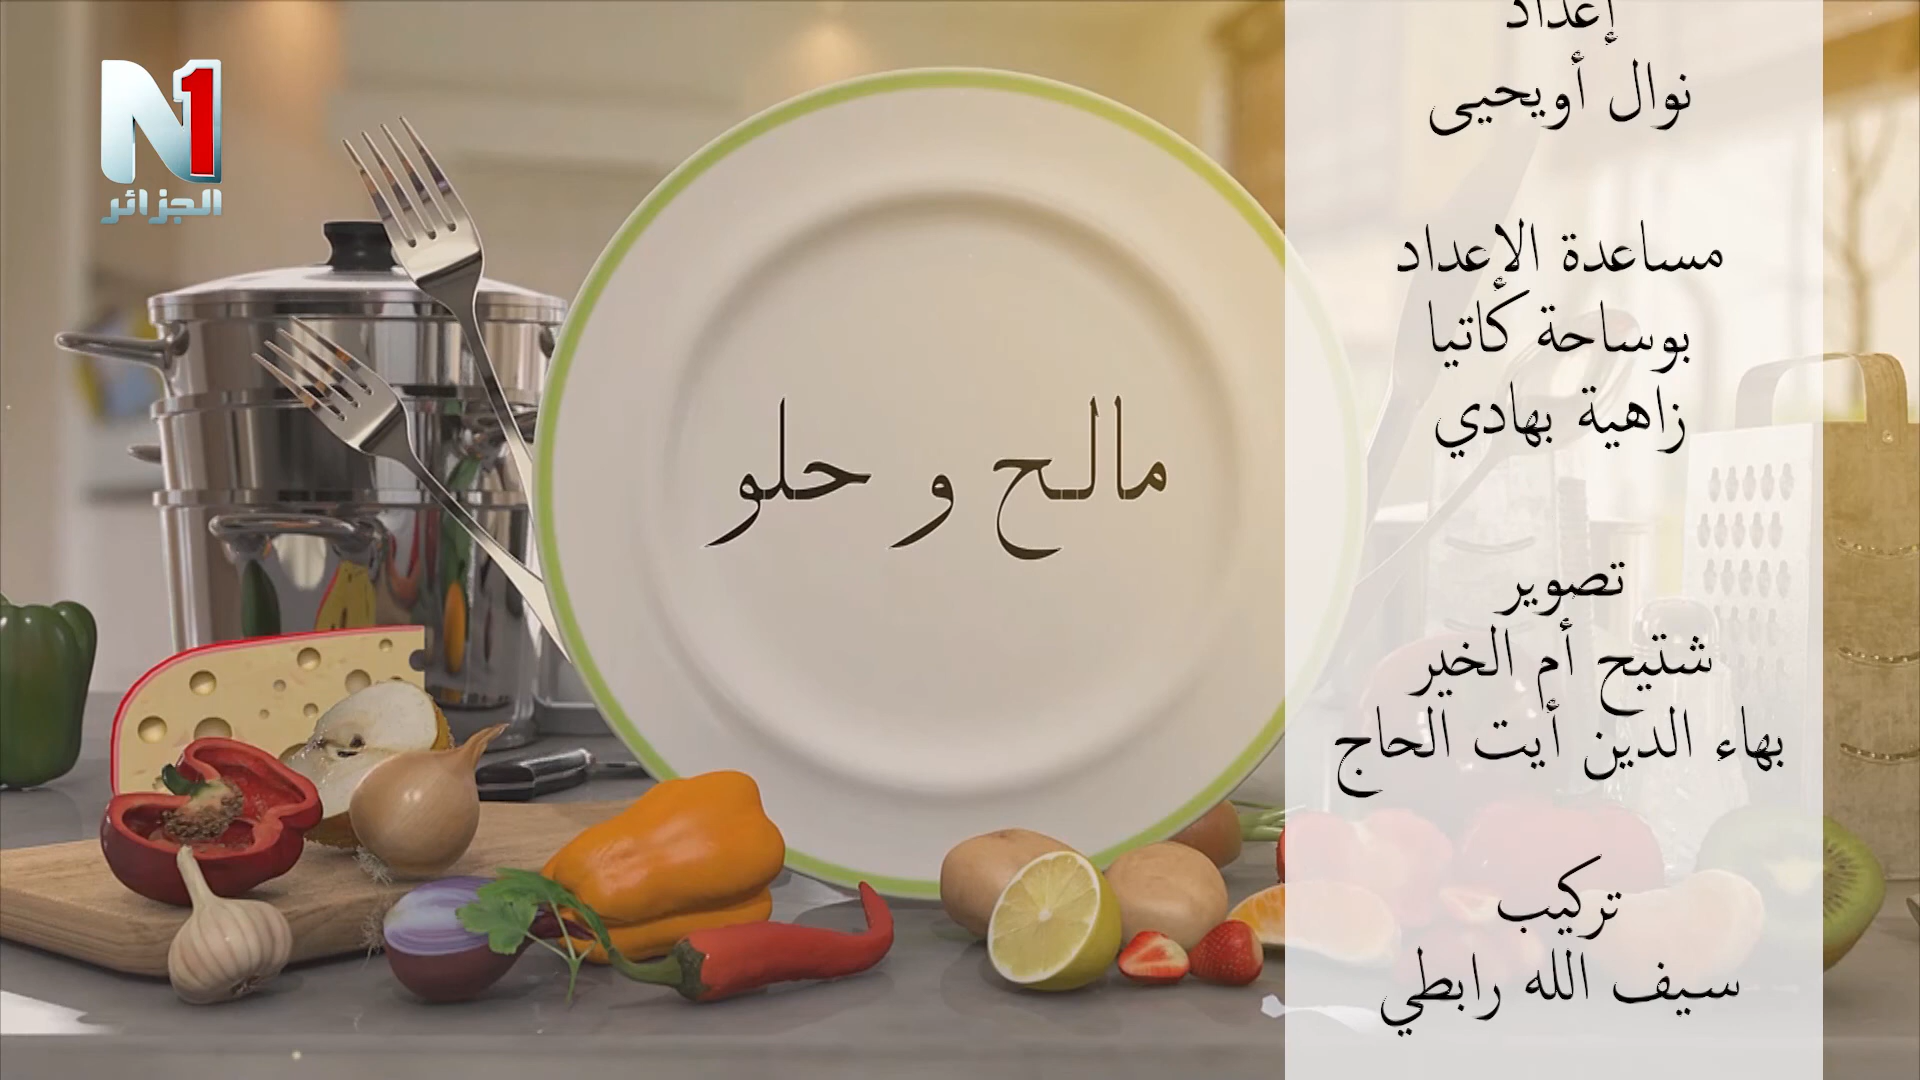 N1
الجزائر
مالح و حلو
إعداد
نوال أويحيى
مساعدة الإعداد
بوساحة كاتيا
زاهية بهادي
تصوير
شتيح أم الخير
بهاء الدين أيت الحاج
تركيب
سيف الله رابطي